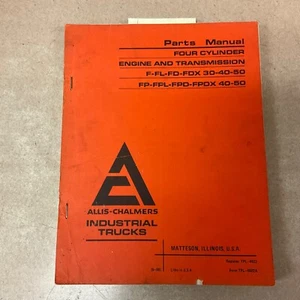 Parts Manual
FOUR CYLINDER
ENGINE AND TRANSMISSION
F-FL-FD-FDX 30-40-50
FP-FPL-FPD-FPDX 40-50
A
ALLIS-CHALMERS
INDUSTRIAL
TRUCKS
MATTESON, ILLINOIS, U.S.A.